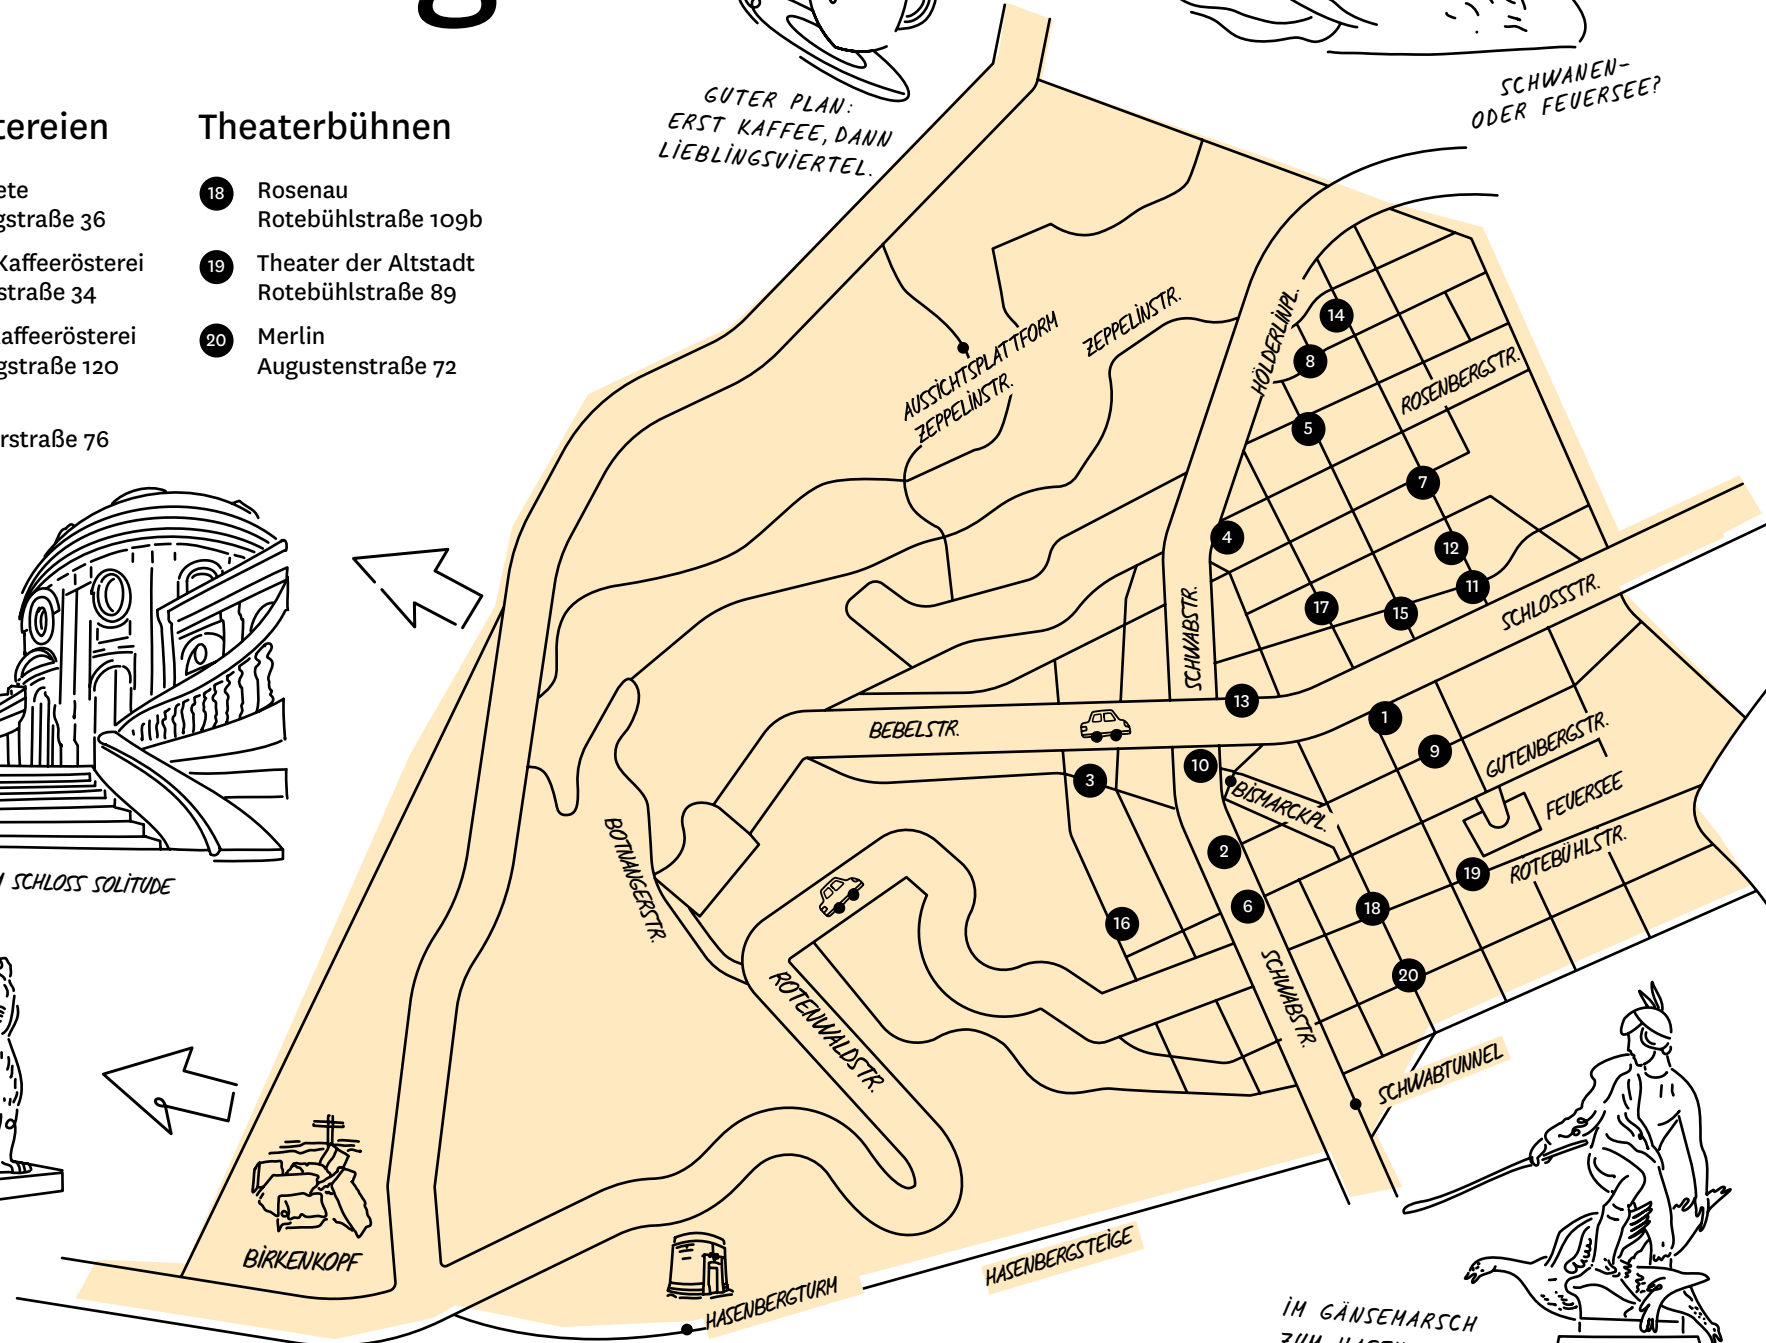 GUTER PLAN:
ERST KAFFEE, DANN
LIEBLINGSVIERTEL.
SCHWANEN-
ODER FEUERSEE?
tereien
ete
gstraße 36
Kaffeerösterei
straße 34
affeerösterei
gstraße 120
rstraße 76
Theaterbühnen
18 Rosenau
Rotebühlstraße 109b
19 Theater der Altstadt
Rotebühlstraße 89
20 Merlin
Augustenstraße 72
AUSSICHTSPLATTFORM
ZEPPELINSTR.
ZEPPELINSTR.
HÖLDERLINPL.
14
8
ROSENBERGSTR.
5
7
4
12
11
17
15
SCHLOSSSTR.
SCHWABSTR.
13
BEBELSTR.
1
9
GUTENBERGSTR.
10
3
BISMARCKPL.
FEUERSEE
2
ROTEBÜHLSTR.
19
BOTNANGERSTR.
6
18
16
20
SCHWABSTR.
ROTENWALDSTR.
SCHWABTUNNEL
SCHLOSS SOLITUDE
BIRKENKOPF
HASENBERGTURM
HASENBERGSTEIGE
IM GÄNSEMARSCH